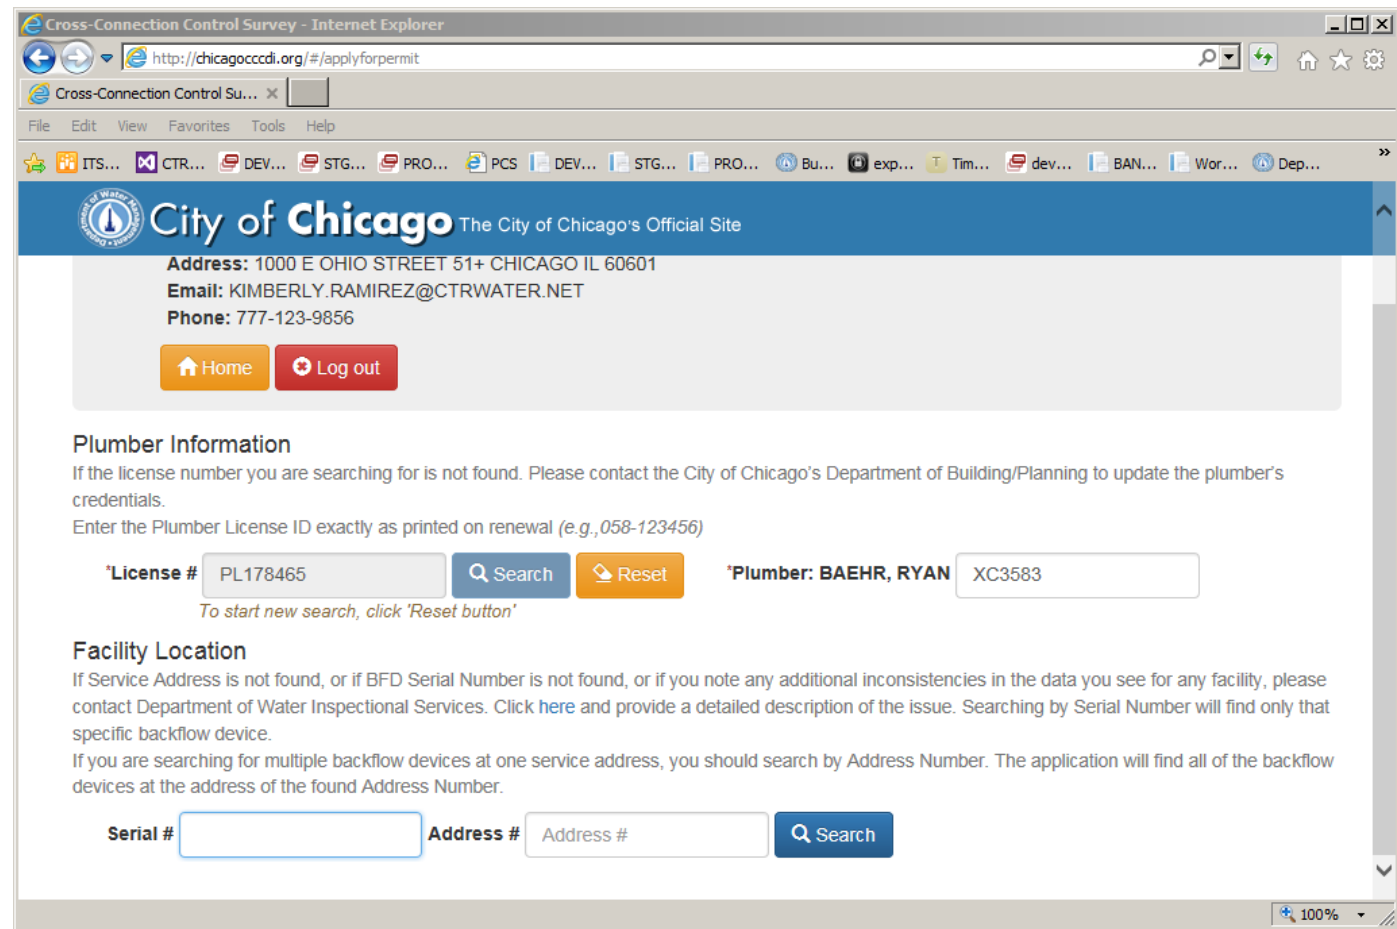 Cross-Connection Control Survey - Internet Explorer
http://chicagocccdi.org/#/applyforpermit
Cross-Connection Control Su...
File Edit View Favorites Tools Help
ITS... CTR... DEV... STG... PRO... PCS DEV... STG... PRO... Bu... exp... Tim... dev... BAN... Wor... Dep... »
City of Chicago The City of Chicago's Official Site
Address: 1000 E OHIO STREET 51+ CHICAGO IL 60601
Email: KIMBERLY.RAMIREZ@CTRWATER.NET
Phone: 777-123-9856
Home Log out
Plumber Information
If the license number you are searching for is not found. Please contact the City of Chicago's Department of Building/Planning to update the plumber's
credentials.
Enter the Plumber License ID exactly as printed on renewal (e.g.,058-123456)
*License # PL178465 Search Reset *Plumber: BAEHR, RYAN XC3583
To start new search, click 'Reset button'
Facility Location
If Service Address is not found, or if BFD Serial Number is not found, or if you note any additional inconsistencies in the data you see for any facility, please
contact Department of Water Inspectional Services. Click here and provide a detailed description of the issue. Searching by Serial Number will find only that
specific backflow device.
If you are searching for multiple backflow devices at one service address, you should search by Address Number. The application will find all of the backflow
devices at the address of the found Address Number.
Serial # Address # Address # Search
100%